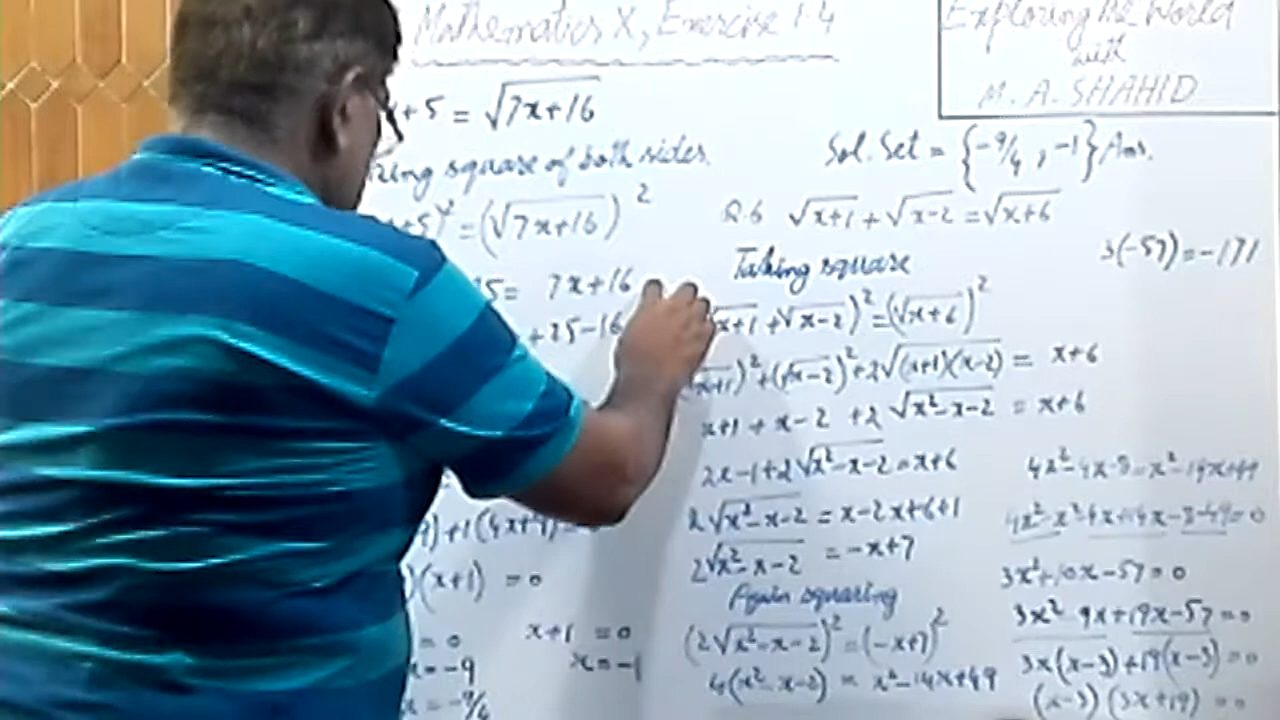 Mathematics X, Exercise 1.4
Exploring the World
with
M. A. SHAHID
x+5 = √(7x+16)
Taking square of both sides
+5)² = (√(7x+16))²
25 = 7x+16
+25-16
9)+1(4x+9)=
)(x+1) = 0
= 0 x+1 = 0
x = -9 x = -1
x = -9/4
Sol. Set = {-9/4, -1} Ans.
Q.6 √(x+1) + √(x-2) = √(x+6)
Taking square
√(x+1) + √(x-2))² = (√(x+6))²
√(x+1))² + (√(x-2))² + 2√((x+1)(x-2)) = x+6
x+1 + x-2 + 2√(x²-x-2) = x+6
2x-1+2√(x²-x-2) = x+6
2√(x²-x-2) = x-2x+6+1
2√(x²-x-2) = -x+7
Again squaring
(2√(x²-x-2))² = (-x+7)²
4(x²-x-2) = x²-14x+49
3(-57) = -171
4x²-4x-8 = x²-14x+49
4x²-x²-4x+14x-8-49=0
3x²+10x-57=0
3x²-9x+19x-57=0
3x(x-3)+19(x-3)=0
(x-3)(3x+19) = 0